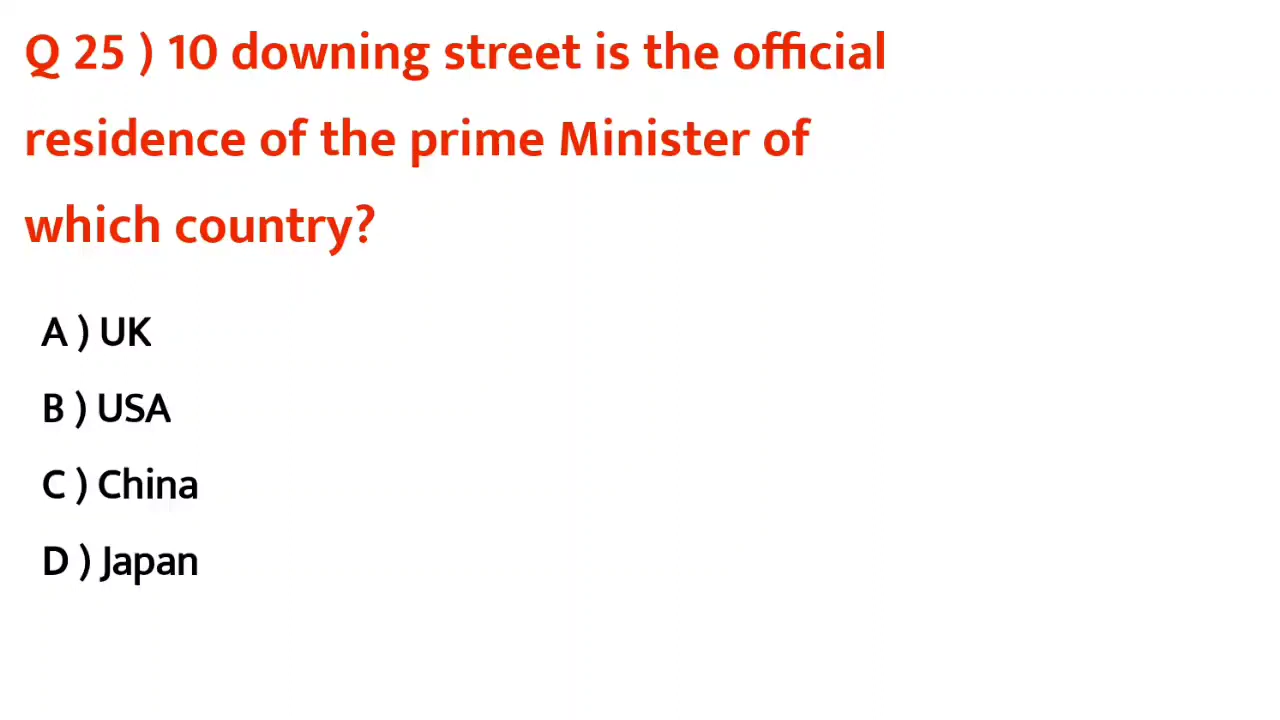 Q 25 ) 10 downing street is the official
residence of the prime Minister of
which country?
A ) UK
B ) USA
C ) China
D ) Japan